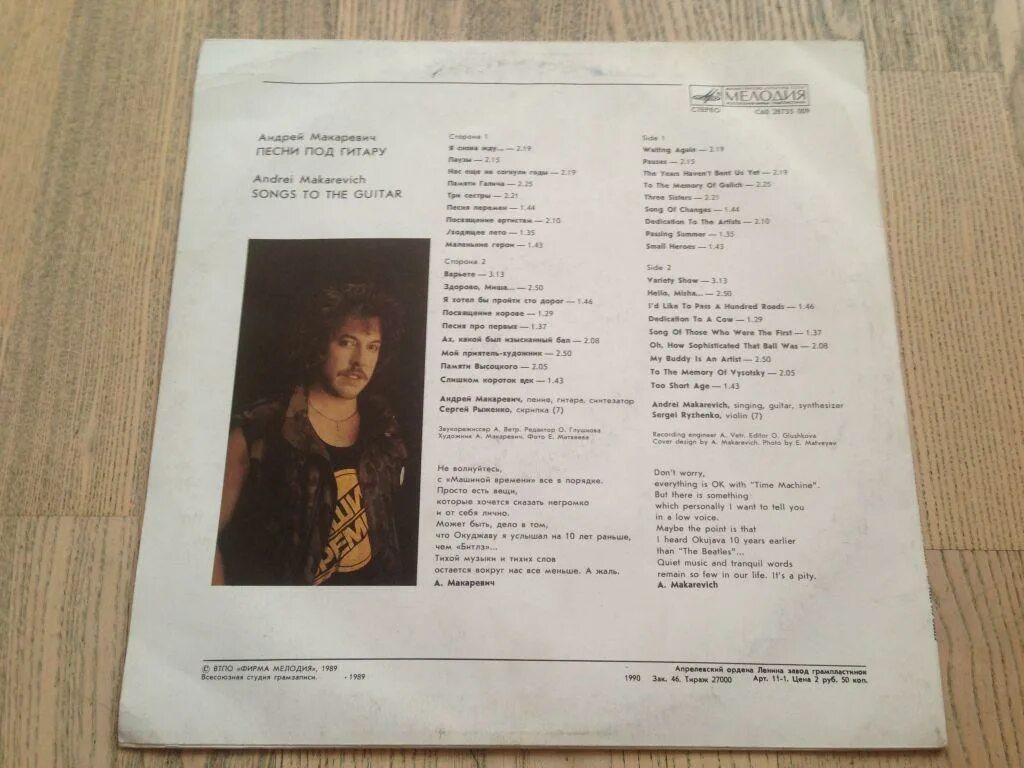 МЕЛОДИЯ
СТЕРЕО
С60 28735 009
Андрей Макаревич
ПЕСНИ ПОД ГИТАРУ
Andrei Makarevich
SONGS TO THE GUITAR
Сторона 1
Я снова жду... — 2.19
Паузы — 2.15
Нас еще не согнули годы — 2.19
Памяти Галича — 2.25
Три сестры — 2.21
Песня перемен — 1.44
Посвящение артистам — 2.10
Уходящее лето — 1.35
Маленькие герои — 1.43
Сторона 2
Варьете — 3.13
Здорово, Миша... — 2.50
Я хотел бы пройти сто дорог — 1.46
Посвящение корове — 1.29
Песня про первых — 1.37
Ах, какой был изысканный бал — 2.08
Мой приятель-художник — 2.50
Памяти Высоцкого — 2.05
Слишком короток век — 1.43
Андрей Макаревич, пение, гитара, синтезатор
Сергей Рыженко, скрипка (7)
Звукорежиссер А. Ветр. Редактор О. Глушкова
Художник А. Макаревич. Фото Е. Матвеева
Не волнуйтесь,
с «Машиной времени» все в порядке.
Просто есть вещи,
которые хочется сказать негромко
и от себя лично.
Может быть, дело в том,
что Окуджаву я услышал на 10 лет раньше,
чем «Битлз»...
Тихой музыки и тихих слов
остается вокруг нас все меньше. А жаль.
А. Макаревич
Side 1
Waiting Again — 2.19
Pauses — 2.15
The Years Haven't Bent Us Yet — 2.19
To The Memory Of Galich — 2.25
Three Sisters — 2.21
Song Of Changes — 1.44
Dedication To The Artists — 2.10
Passing Summer — 1.35
Small Heroes — 1.43
Side 2
Variety Show — 3.13
Hello, Misha... — 2.50
I'd Like To Pass A Hundred Roads — 1.46
Dedication To A Cow — 1.29
Song Of Those Who Were The First — 1.37
Oh, How Sophisticated That Ball Was — 2.08
My Buddy Is An Artist — 2.50
To The Memory Of Vysotsky — 2.05
Too Short Age — 1.43
Andrei Makarevich, singing, guitar, synthesizer
Sergei Ryzhenko, violin (7)
Recording engineer A. Vetr. Editor O. Glushkova
Cover design by A. Makarevich. Photo by E. Matveyev
Don't worry,
everything is OK with "Time Machine".
But there is something
which personally I want to tell you
in a low voice.
Maybe the point is that
I heard Okujava 10 years earlier
than "The Beatles"...
Quiet music and tranquil words
remain so few in our life. It's a pity.
A. Makarevich
© ВТПО «ФИРМА МЕЛОДИЯ», 1989
Всесоюзная студия грамзаписи. · 1989
Апрелевский ордена Ленина завод грампластинок
1990 Зак. 46. Тираж 27000 Арт. 11-1. Цена 2 руб. 50 коп.